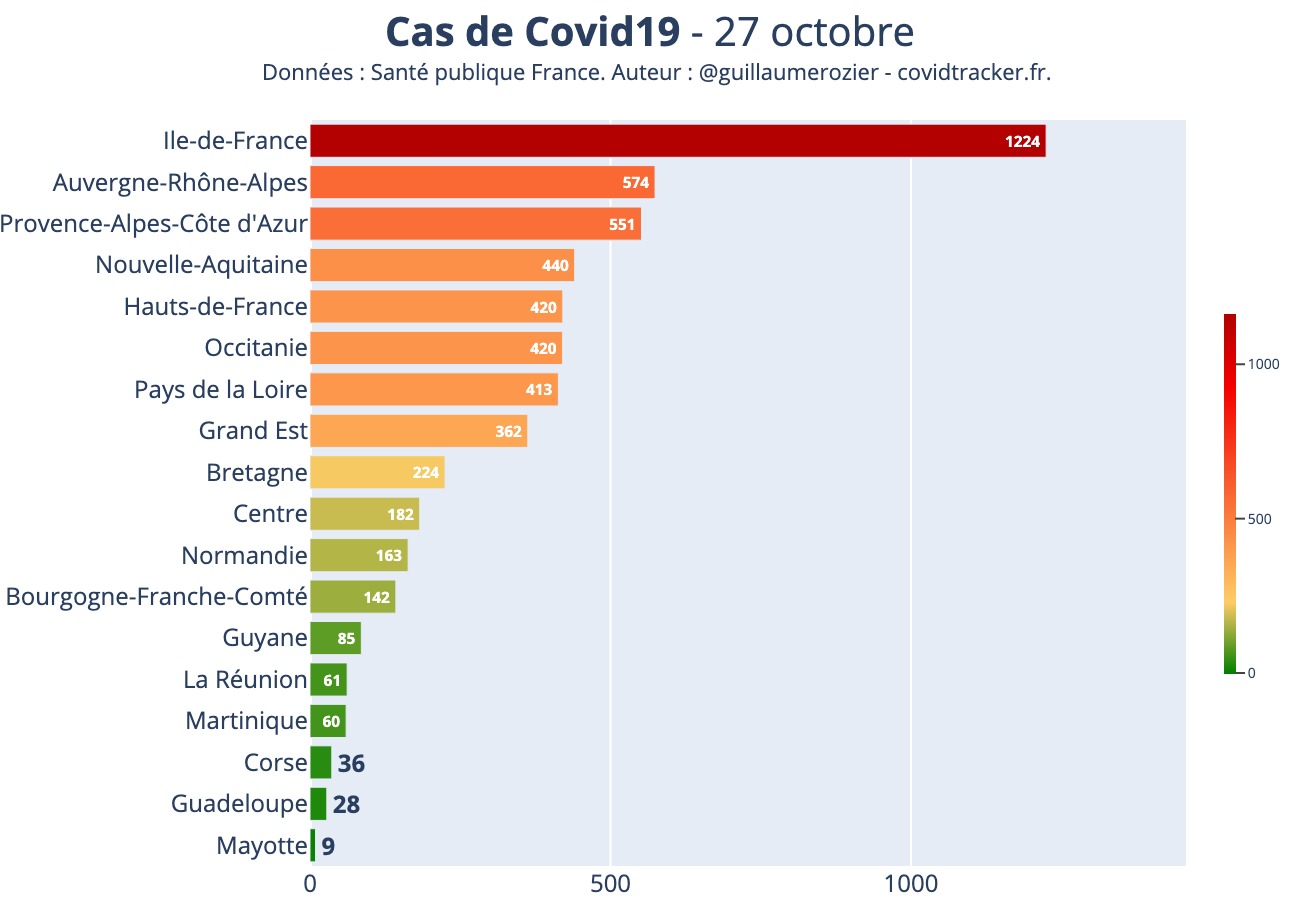 Cas de Covid19 - 27 octobre
Données : Santé publique France. Auteur : @guillaumerozier - covidtracker.fr.
Ile-de-France 1224
Auvergne-Rhône-Alpes 574
Provence-Alpes-Côte d'Azur 551
Nouvelle-Aquitaine 440
Hauts-de-France 420
Occitanie 420
Pays de la Loire 413
Grand Est 362
Bretagne 224
Centre 182
Normandie 163
Bourgogne-Franche-Comté 142
Guyane 85
La Réunion 61
Martinique 60
Corse 36
Guadeloupe 28
Mayotte 9
0 500 1000
1000
500
0